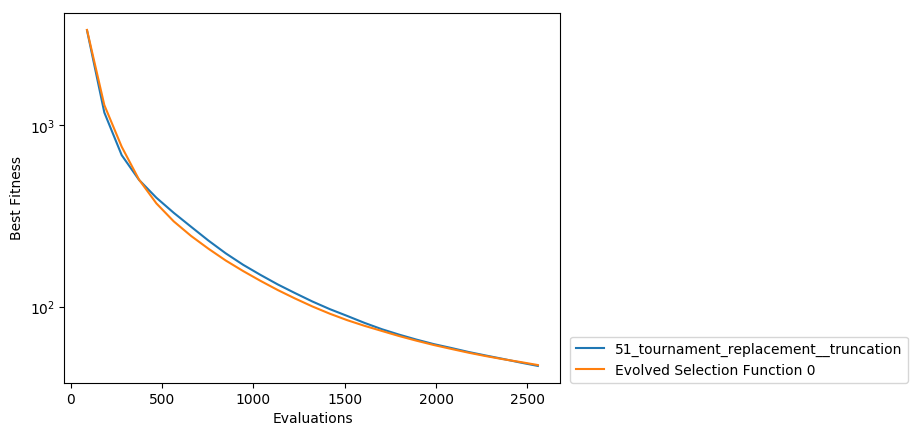 10³
10²
Best Fitness
0
500
1000
1500
2000
2500
Evaluations
51_tournament_replacement__truncation
Evolved Selection Function 0